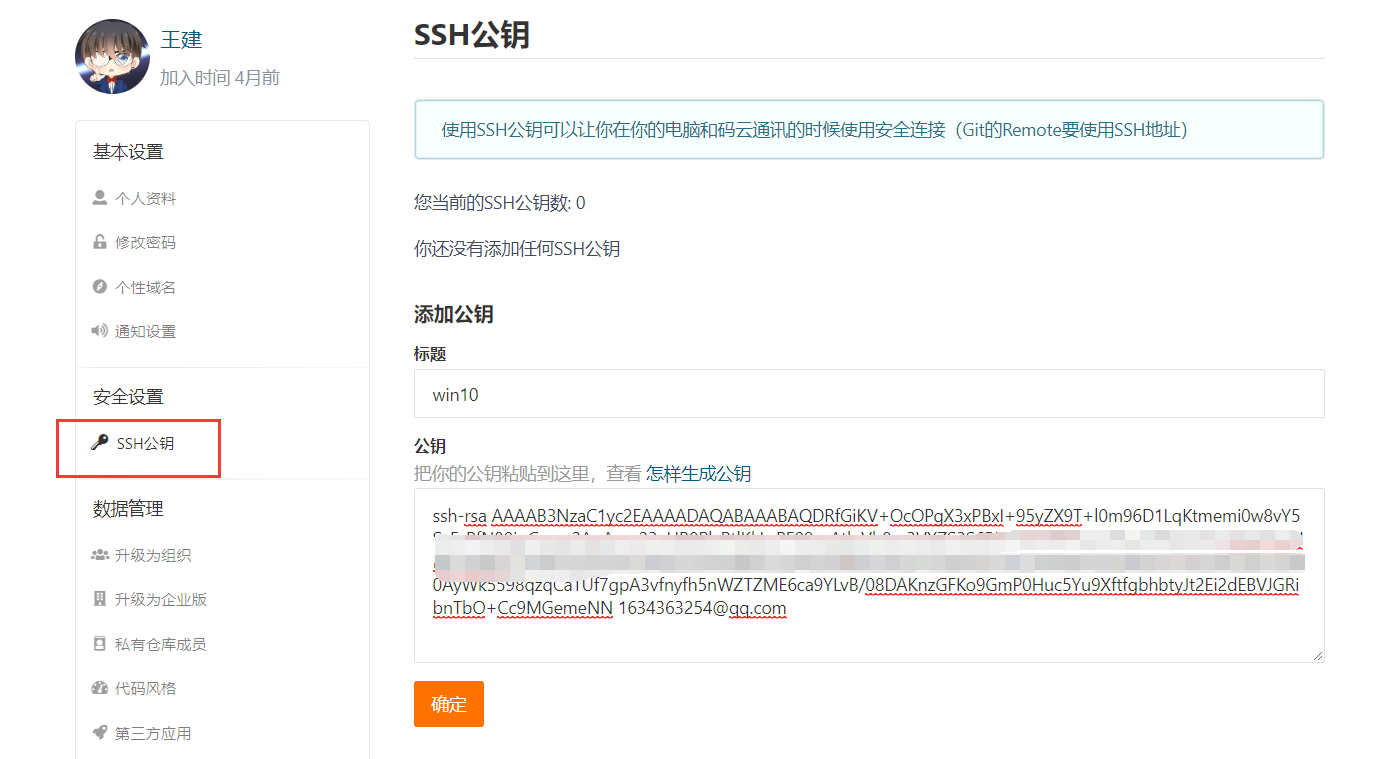 王建
加入时间 4月前
基本设置
个人资料
修改密码
个性域名
通知设置
安全设置
SSH公钥
数据管理
升级为组织
升级为企业版
私有仓库成员
代码风格
第三方应用
SSH公钥
使用SSH公钥可以让你在你的电脑和码云通讯的时候使用安全连接（Git的Remote要使用SSH地址）
您当前的SSH公钥数: 0
你还没有添加任何SSH公钥
添加公钥
标题
win10
公钥
把你的公钥粘贴到这里，查看 怎样生成公钥
ssh-rsa AAAAB3NzaC1yc2EAAAADAQABAAABAQDRfGiKV+OcOPgX3xPBxI+95yZX9T+l0m96D1LqKtmemi0w8vY5
0AyWk5598qzqCaTUf7gpA3vfnyfh5nWZTZME6ca9YLvB/08DAKnzGFKo9GmP0Huc5Yu9XftfgbhbtyJt2Ei2dEBVJGRi
bnTbO+Cc9MGemeNN 1634363254@qq.com
确定